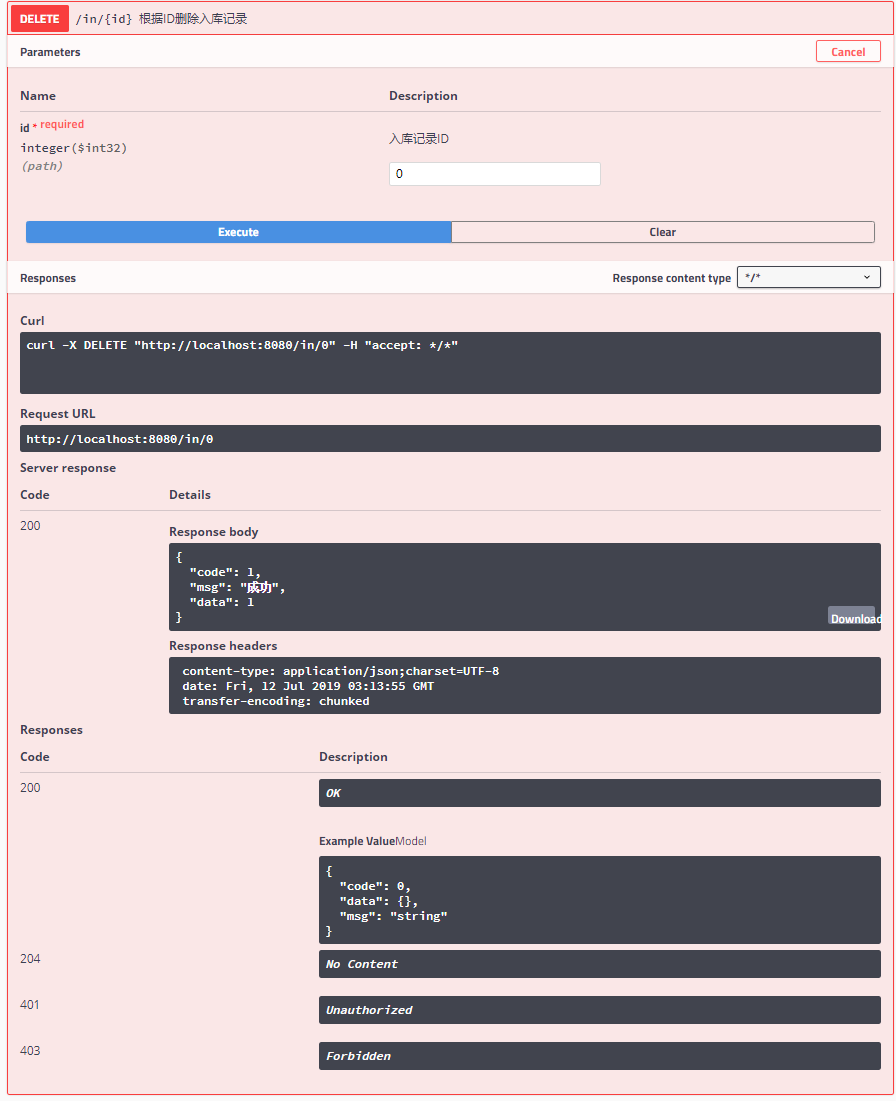 DELETE /in/{id} 根据ID删除入库记录
Parameters Cancel
Name Description
id * required
integer($int32)
(path)
入库记录ID
0
Execute Clear
Responses Response content type */*
Curl
curl -X DELETE "http://localhost:8080/in/0" -H "accept: */*"
Request URL
http://localhost:8080/in/0
Server response
Code Details
200
Response body
{
  "code": 1,
  "msg": "成功",
  "data": 1
}
Download
Response headers
content-type: application/json;charset=UTF-8
date: Fri, 12 Jul 2019 03:13:55 GMT
transfer-encoding: chunked
Responses
Code Description
200 OK
Example ValueModel
{
  "code": 0,
  "data": {},
  "msg": "string"
}
204 No Content
401 Unauthorized
403 Forbidden